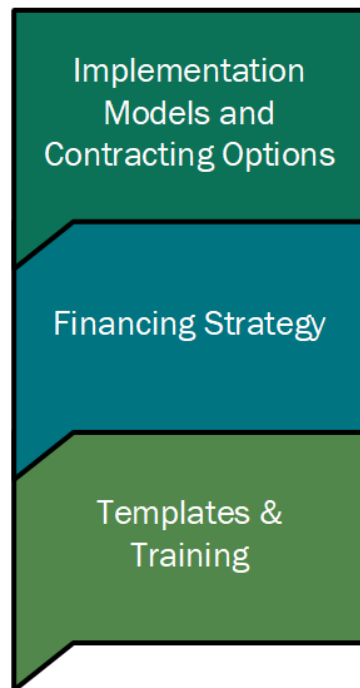 Implementation
Models and
Contracting Options
Financing Strategy
Templates &
Training